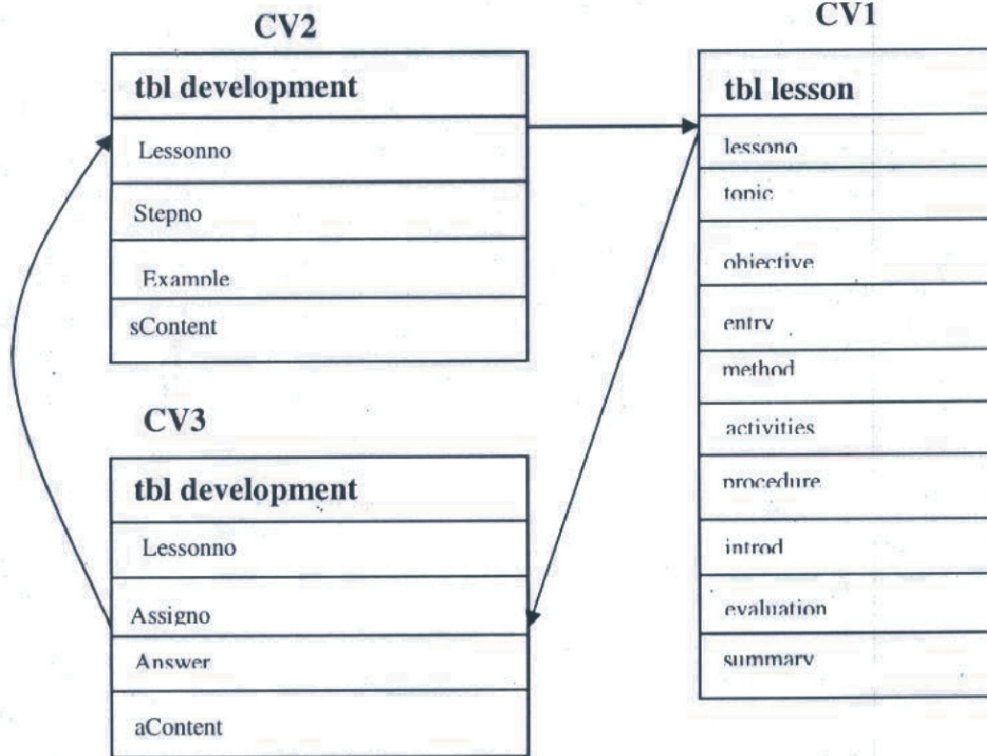 CV2
tbl development
Lessonno
Stepno
Example
sContent
CV3
tbl development
Lessonno
Assigno
Answer
aContent
CV1
tbl lesson
lessono
topic
objective
entry
method
activities
procedure
introd
evaluation
summary